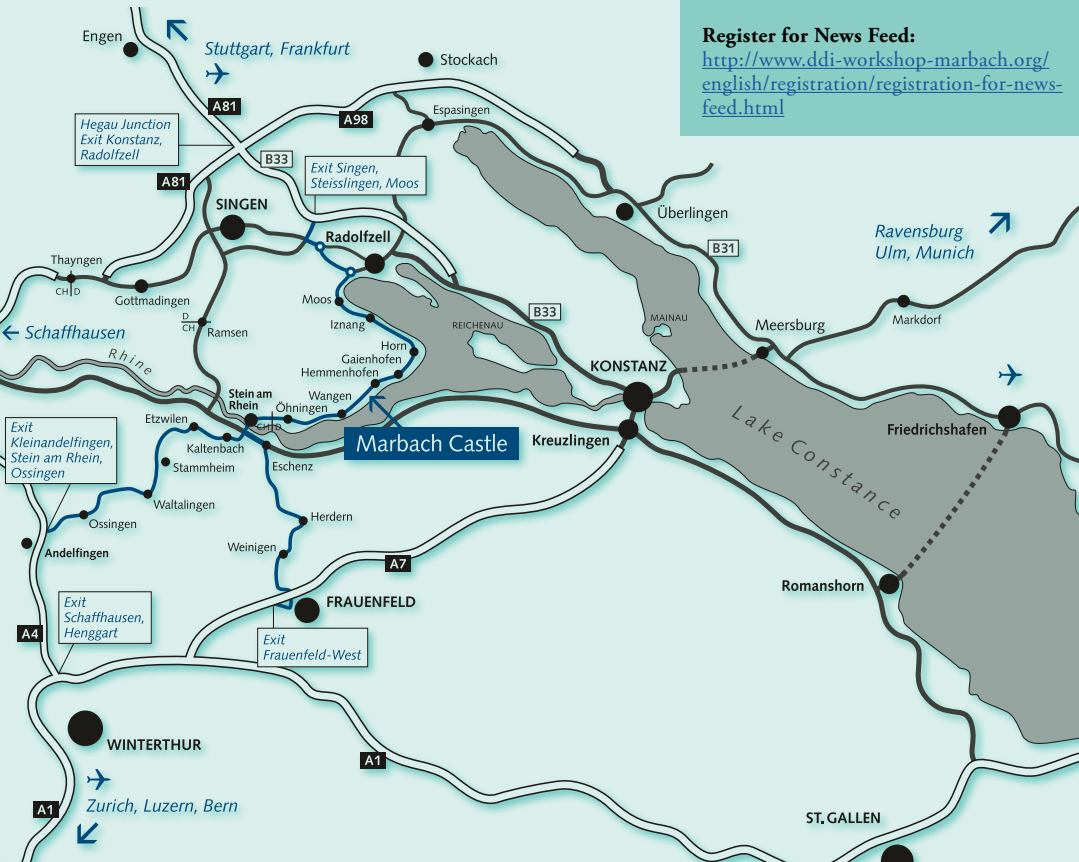 Register for News Feed:
http://www.ddi-workshop-marbach.org/
english/registration/registration-for-news-
feed.html
Engen
Stuttgart, Frankfurt
Stockach
A81
A98
Espasingen
Hegau Junction
Exit Konstanz,
Radolfzell
B33
Exit Singen,
Steisslingen, Moos
A81
SINGEN
Radolfzell
Überlingen
B31
Ravensburg
Ulm, Munich
Thayngen
CH D
Gottmadingen
Moos
Iznang
B33
REICHENAU
MAINAU
Meersburg
Markdorf
Schaffhausen
D
CH
Ramsen
Rhine
Horn
Gaienhofen
Hemmenhofen
KONSTANZ
Stein am
Rhein
Wangen
Öhningen
CH D
Etzwilen
Kaltenbach
Marbach Castle
Kreuzlingen
Lake Constance
Friedrichshafen
Exit
Kleinandelfingen,
Stein am Rhein,
Ossingen
Stammheim
Eschenz
Waltalingen
Ossingen
Herdern
Andelfingen
Weinigen
A7
Romanshorn
FRAUENFELD
Exit
Schaffhausen,
Henggart
A4
Exit
Frauenfeld-West
WINTERTHUR
A1
Zurich, Luzern, Bern
A1
ST. GALLEN